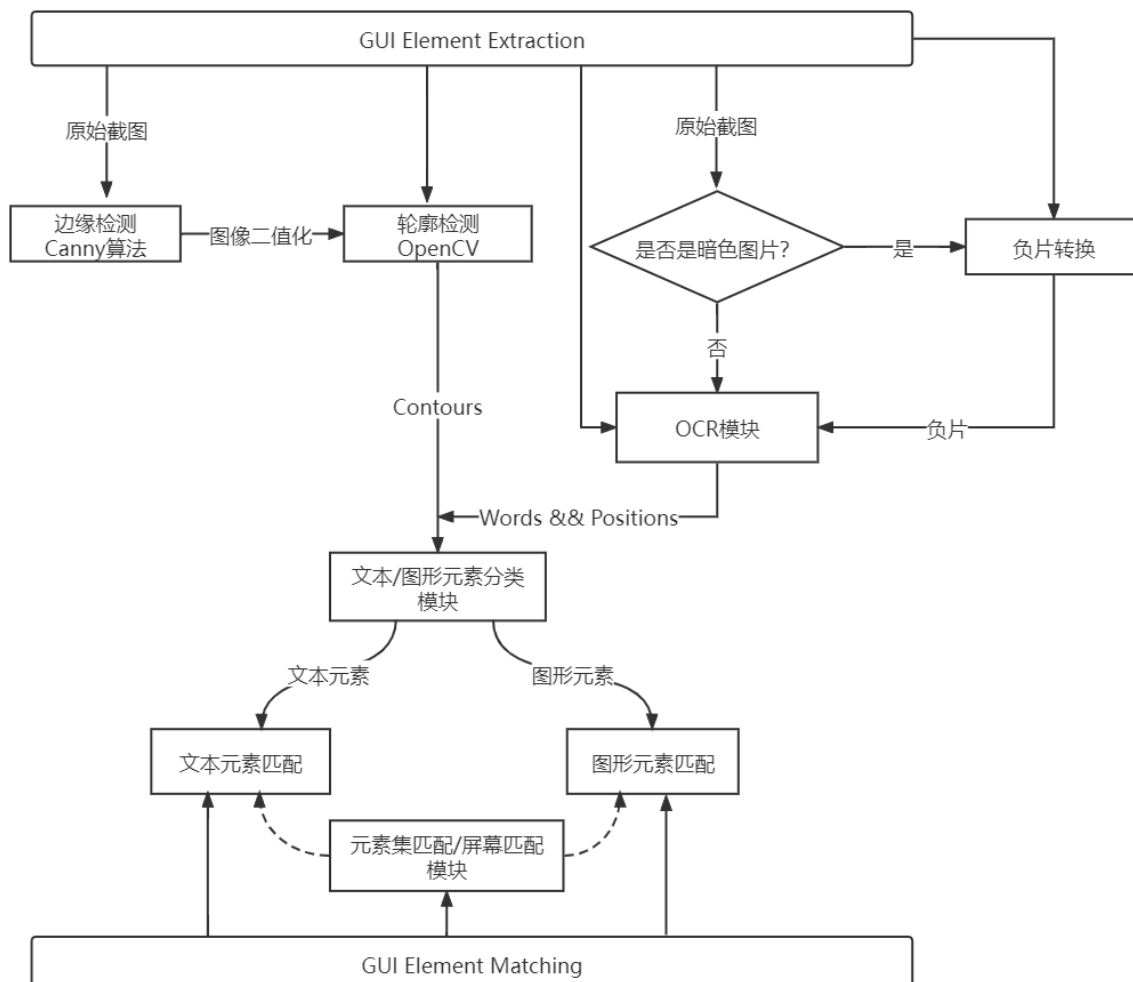 GUI Element Extraction
原始截图
原始截图
边缘检测
Canny算法
图像二值化
轮廓检测
OpenCV
是否是暗色图片?
是
负片转换
否
Contours
OCR模块
负片
Words && Positions
文本/图形元素分类
模块
文本元素
图形元素
文本元素匹配
图形元素匹配
元素集匹配/屏幕匹配
模块
GUI Element Matching